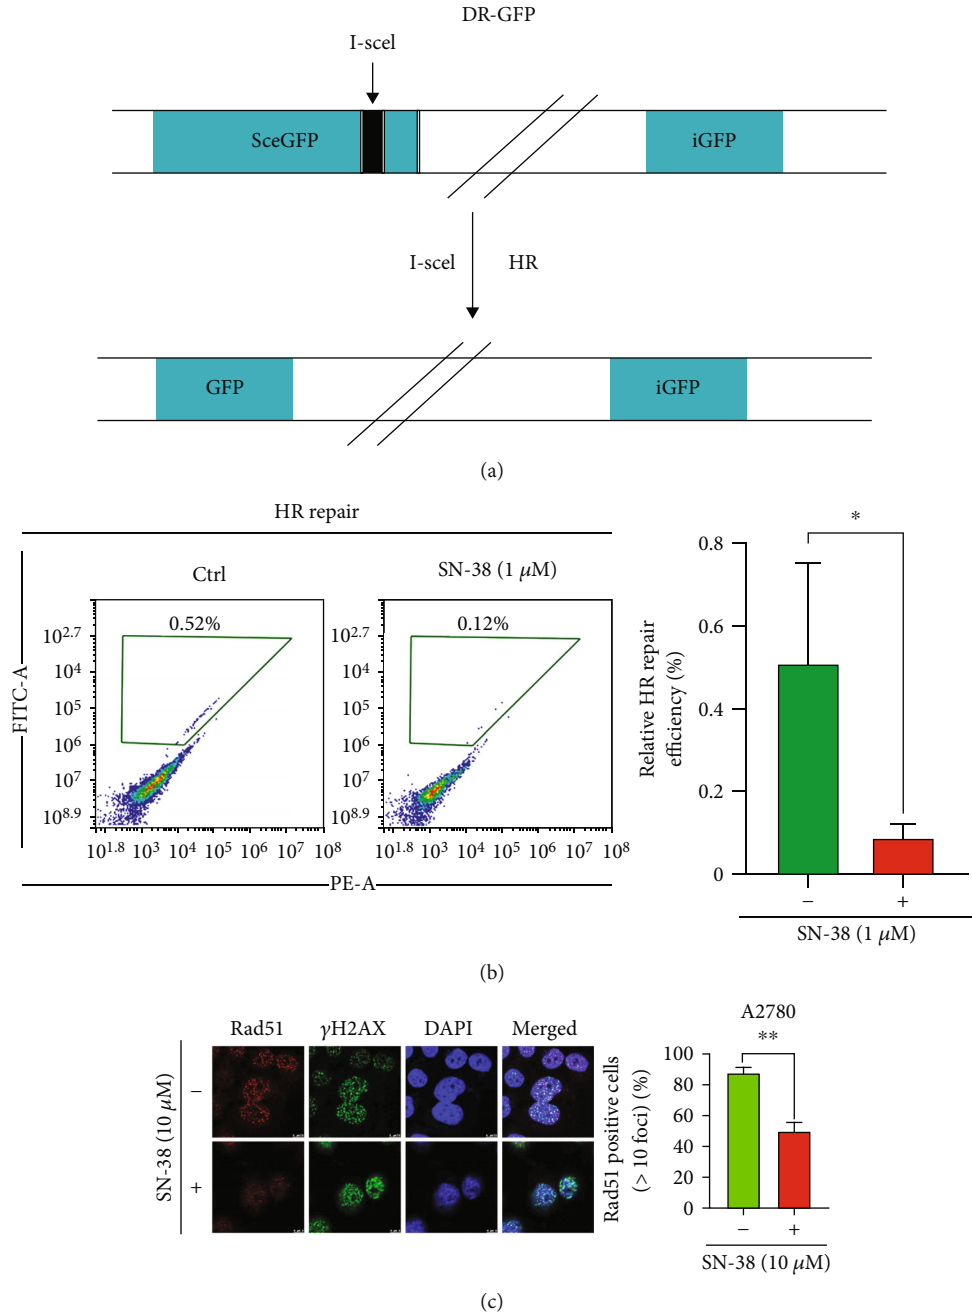 DR-GFP
I-sceI
SceGFP
iGFP
I-sceI
HR
GFP
iGFP
(a)
HR repair
Ctrl
SN-38 (1 μM)
FITC-A
0.52%
10^2.7
10^4
10^5
10^6
10^7
10^8.9
10^1.8 10^3 10^4 10^5 10^6 10^7 10^8
0.12%
10^2.7
10^4
10^5
10^6
10^7
10^8.9
10^1.8 10^3 10^4 10^5 10^6 10^7 10^8
PE-A
Relative HR repair
efficiency (%)
0.8
0.6
0.4
0.2
0
*
− +
SN-38 (1 μM)
(b)
Rad51 γH2AX DAPI Merged
SN-38 (10 μM)
−
+
A2780
Rad51 positive cells
(> 10 foci) (%)
100
80
60
40
20
0
**
− +
SN-38 (10 μM)
(c)